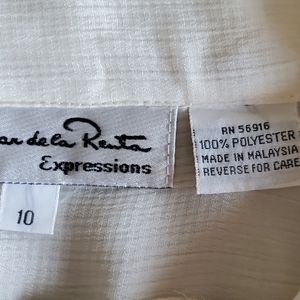 ar de la Renta
Expressions
10
RN 56916
100% POLYESTER
MADE IN MALAYSIA
REVERSE FOR CARE